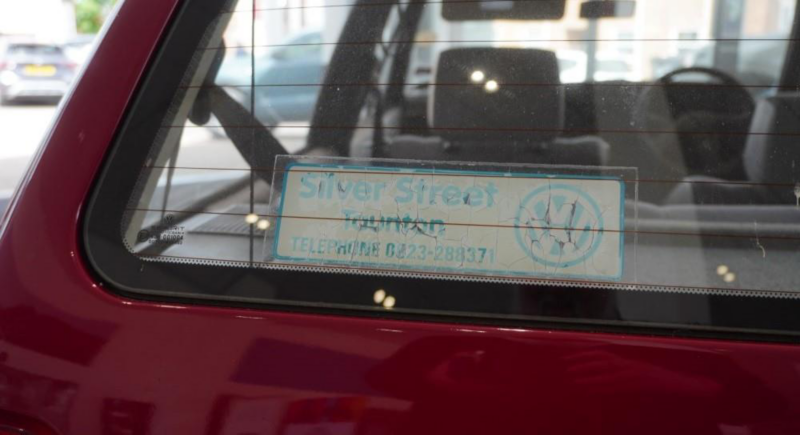 Silver Street
Taunton
TELEPHONE 0823-288371